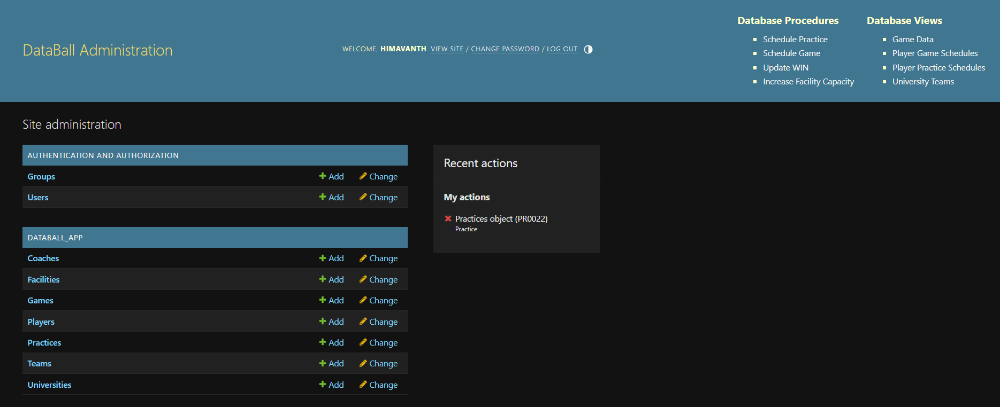 DataBall Administration
WELCOME, HIMAVANTH. VIEW SITE / CHANGE PASSWORD / LOG OUT
Database Procedures
Schedule Practice
Schedule Game
Update WIN
Increase Facility Capacity
Database Views
Game Data
Player Game Schedules
Player Practice Schedules
University Teams
Site administration
AUTHENTICATION AND AUTHORIZATION
Groups Add Change
Users Add Change
DATABALL_APP
Coaches Add Change
Facilities Add Change
Games Add Change
Players Add Change
Practices Add Change
Teams Add Change
Universities Add Change
Recent actions
My actions
Practices object (PR0022)
Practice